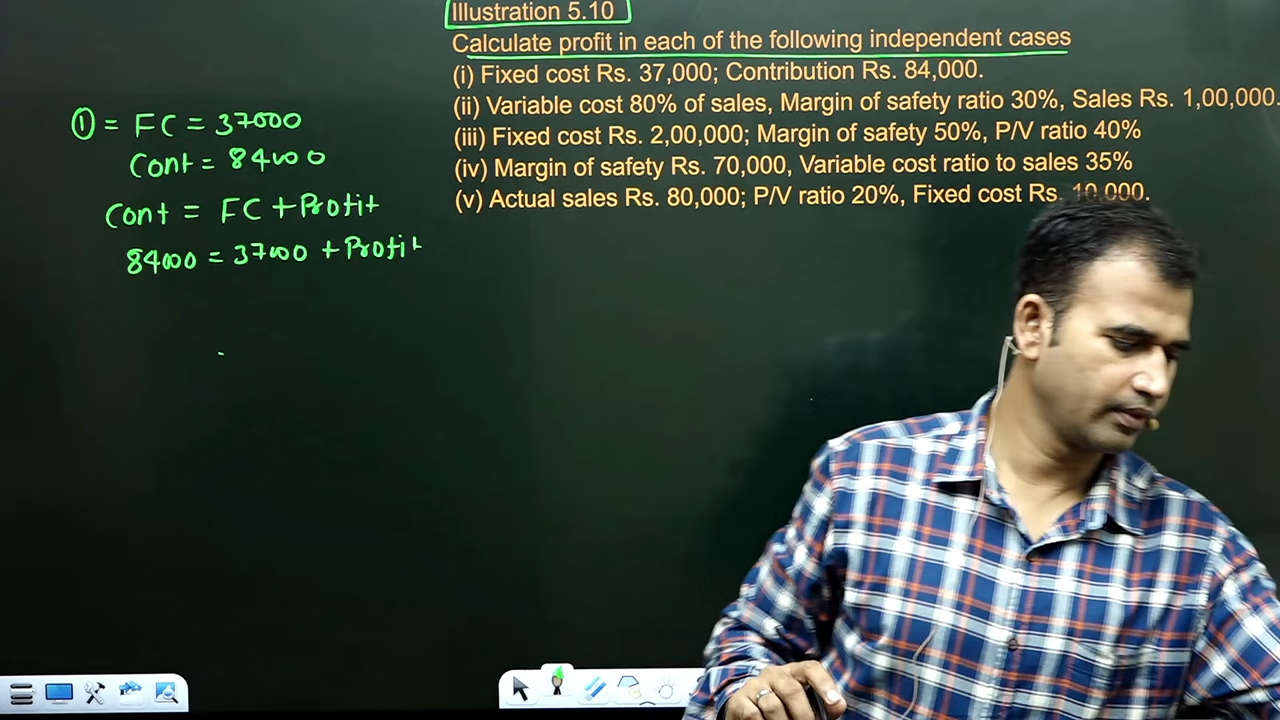 Illustration 5.10
Calculate profit in each of the following independent cases
(i) Fixed cost Rs. 37,000; Contribution Rs. 84,000.
(ii) Variable cost 80% of sales, Margin of safety ratio 30%, Sales Rs. 1,00,000.
(iii) Fixed cost Rs. 2,00,000; Margin of safety 50%, P/V ratio 40%
(iv) Margin of safety Rs. 70,000, Variable cost ratio to sales 35%
(v) Actual sales Rs. 80,000; P/V ratio 20%, Fixed cost Rs. 10,000.
① = FC = 37000
Cont = 84000
Cont = FC + Profit
84000 = 37000 + Profit